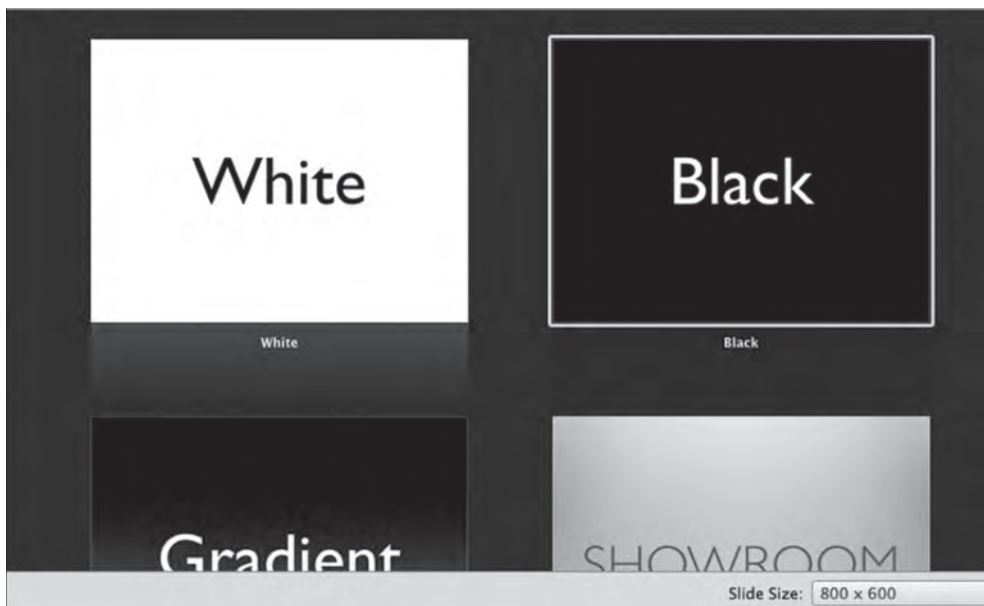 White
Black
White
Black
Gradient
SHOWROOM
Slide Size: 800 x 600